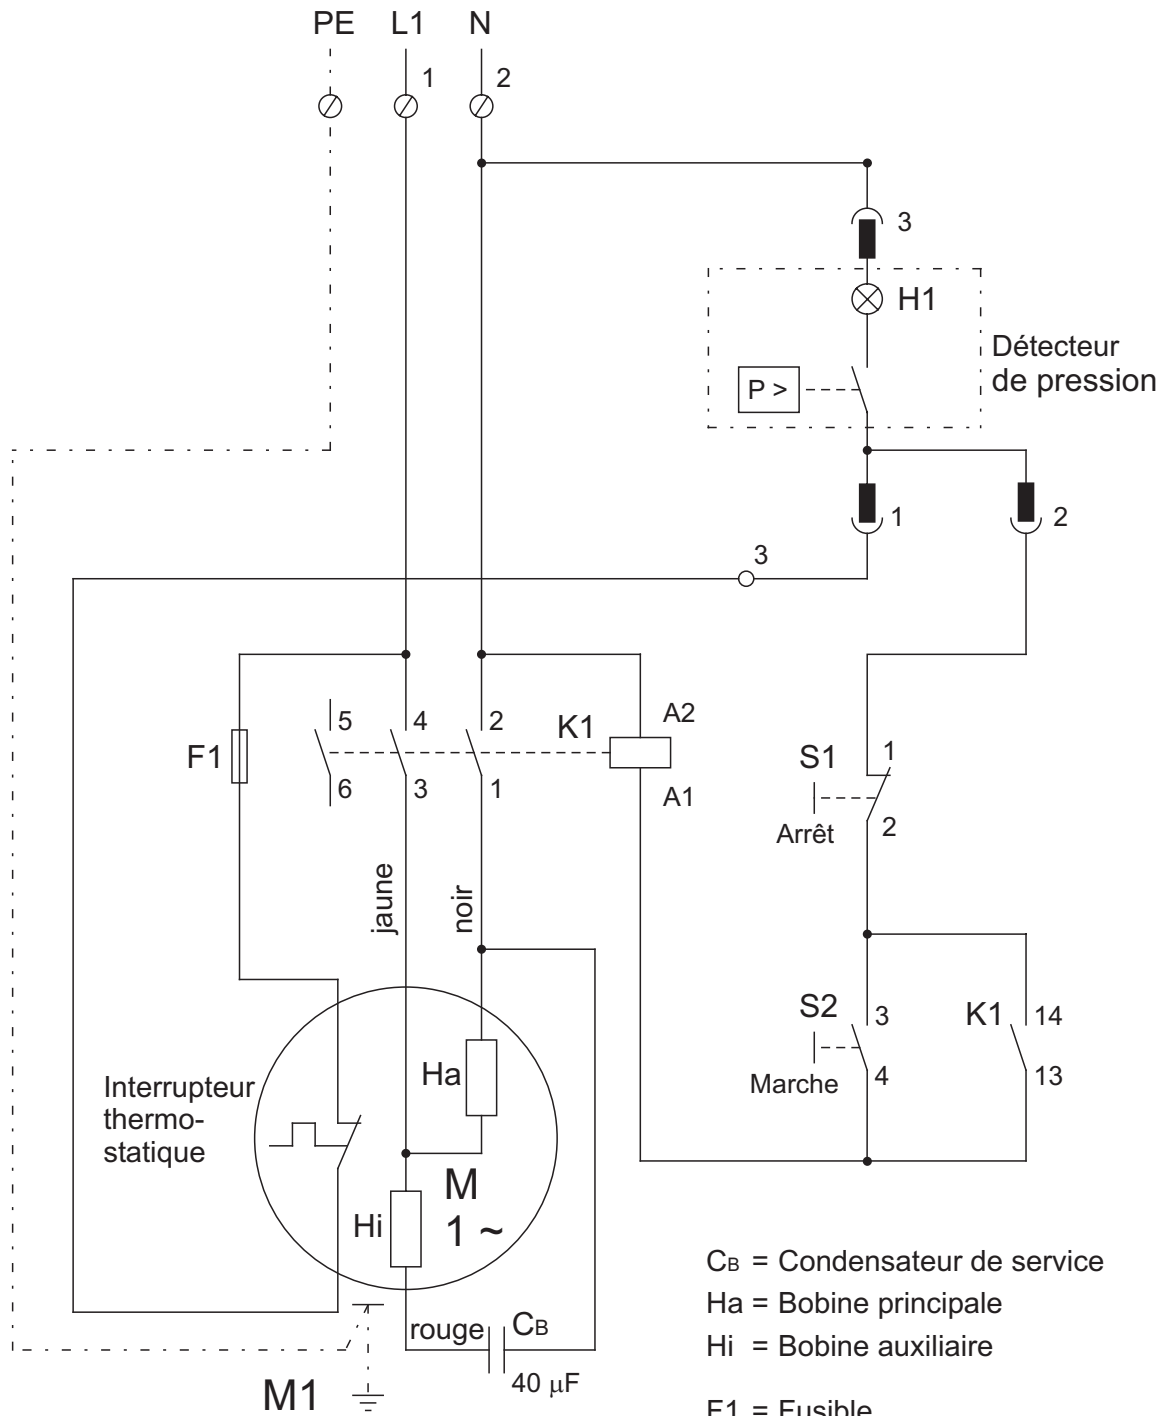 PE L1 N
1 2
3
H1
Détecteur
de pression
P >
1 2
3
5 4 2 K1 A2
F1
6 3 1 A1
S1 1
Arrêt 2
jaune noir
S2 3 K1 14
Marche 4 13
Ha
Interrupteur
thermo-
statique
M
1 ~
Hi
rouge CB
40 μF
M1
CB = Condensateur de service
Ha = Bobine principale
Hi = Bobine auxiliaire
F1 = Fusible